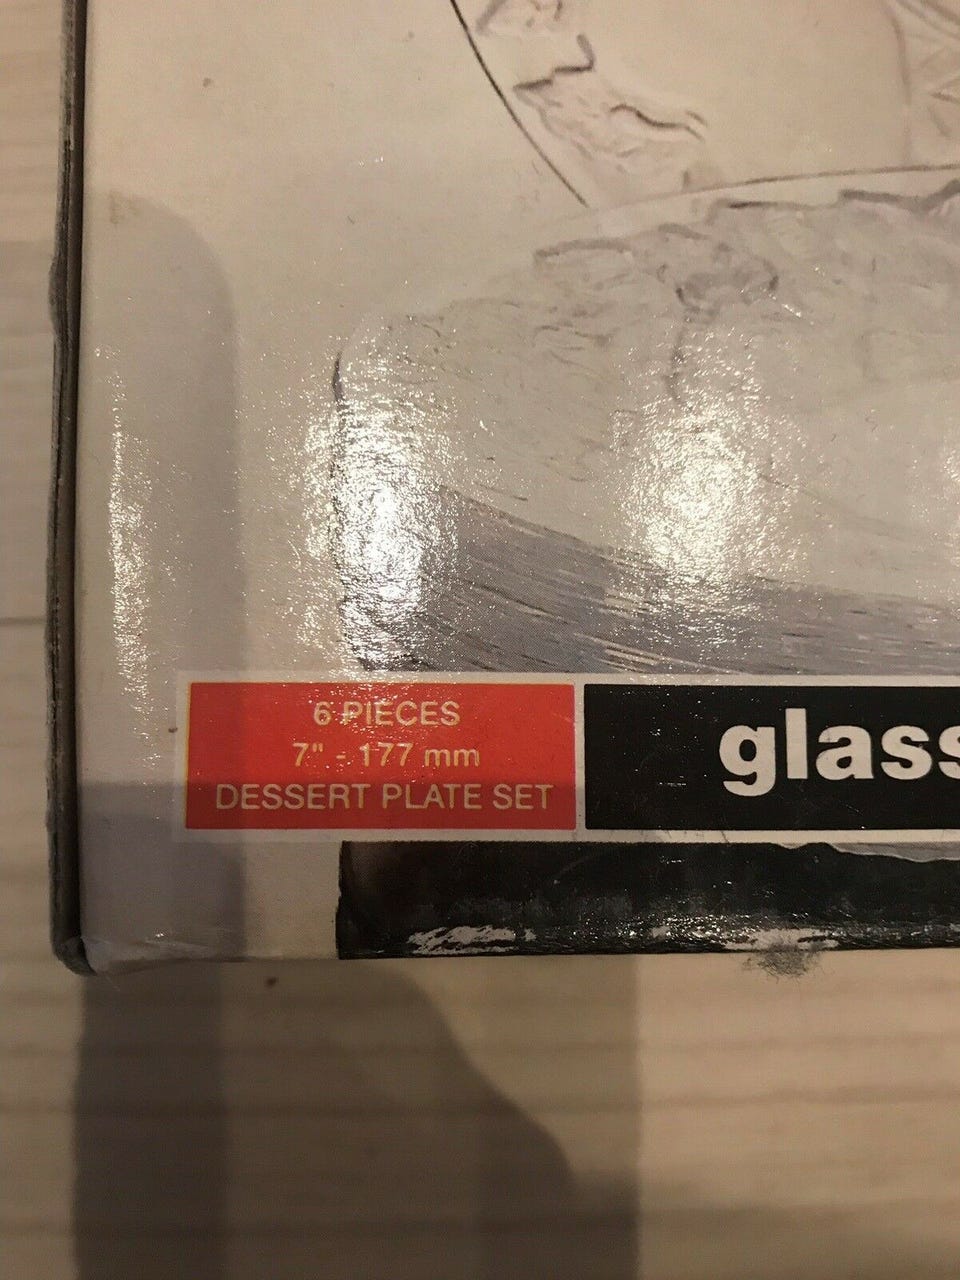 6 PIECES
7" - 177 mm
DESSERT PLATE SET
glass